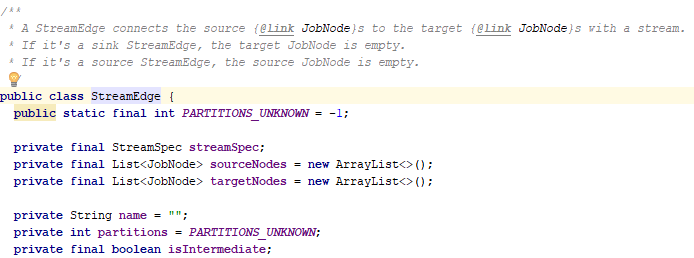 /**
 * A StreamEdge connects the source {@link JobNode}s to the target {@link JobNode}s with a stream.
 * If it's a sink StreamEdge, the target JobNode is empty.
 * If it's a source StreamEdge, the source JobNode is empty.
public class StreamEdge {
  public static final int PARTITIONS_UNKNOWN = -1;
  private final StreamSpec streamSpec;
  private final List<JobNode> sourceNodes = new ArrayList<>();
  private final List<JobNode> targetNodes = new ArrayList<>();
  private String name = "";
  private int partitions = PARTITIONS_UNKNOWN;
  private final boolean isIntermediate;